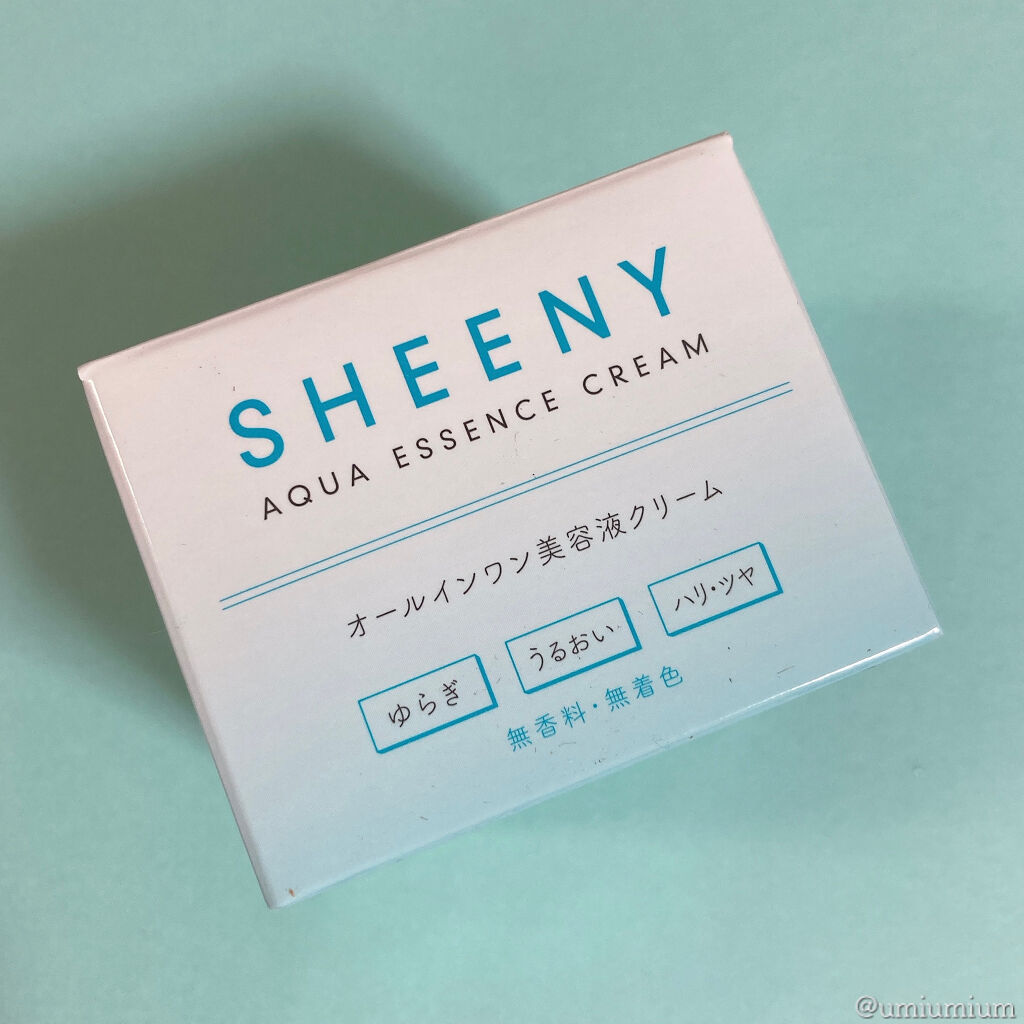 SHEENY
AQUA ESSENCE CREAM
オールインワン美容液クリーム
ゆらぎ うるおい ハリ・ツヤ
無香料・無着色
@umiumium